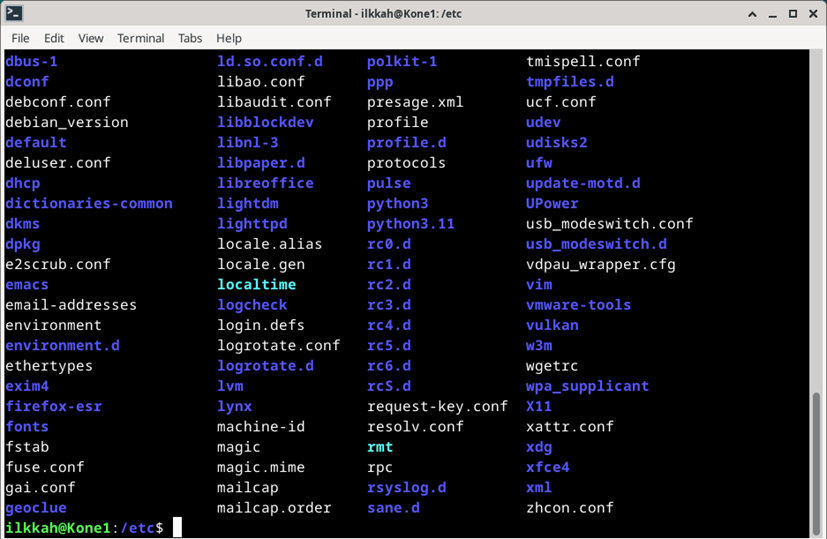 Terminal - ilkkah@Kone1: /etc
File Edit View Terminal Tabs Help
dbus-1 ld.so.conf.d polkit-1 tmispell.conf
dconf libao.conf ppp tmpfiles.d
debconf.conf libaudit.conf presage.xml ucf.conf
debian_version libblockdev profile udev
default libnl-3 profile.d udisks2
deluser.conf libpaper.d protocols ufw
dhcp libreoffice pulse update-motd.d
dictionaries-common lightdm python3 UPower
dkms lighttpd python3.11 usb_modeswitch.conf
dpkg locale.alias rc0.d usb_modeswitch.d
e2scrub.conf locale.gen rc1.d vdpau_wrapper.cfg
emacs localtime rc2.d vim
email-addresses logcheck rc3.d vmware-tools
environment login.defs rc4.d vulkan
environment.d logrotate.conf rc5.d w3m
ethertypes logrotate.d rc6.d wgetrc
exim4 lvm rcS.d wpa_supplicant
firefox-esr lynx request-key.conf X11
fonts machine-id resolv.conf xattr.conf
fstab magic rmt xdg
fuse.conf magic.mime rpc xfce4
gai.conf mailcap rsyslog.d xml
geoclue mailcap.order sane.d zhcon.conf
ilkkah@Kone1:/etc$